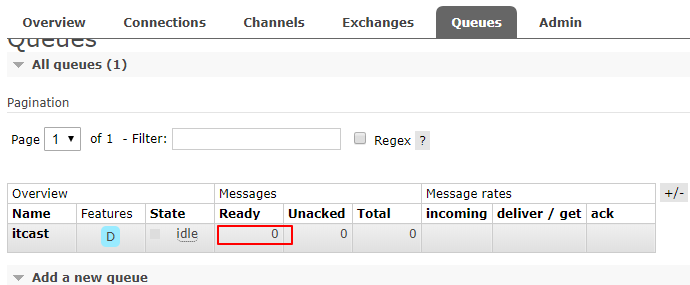 Overview Connections Channels Exchanges Queues Admin
Queues
All queues (1)
Pagination
Page 1 of 1 - Filter: Regex ?
Overview Messages Message rates +/-
Name Features State Ready Unacked Total incoming deliver / get ack
itcast D idle 0 0 0
Add a new queue